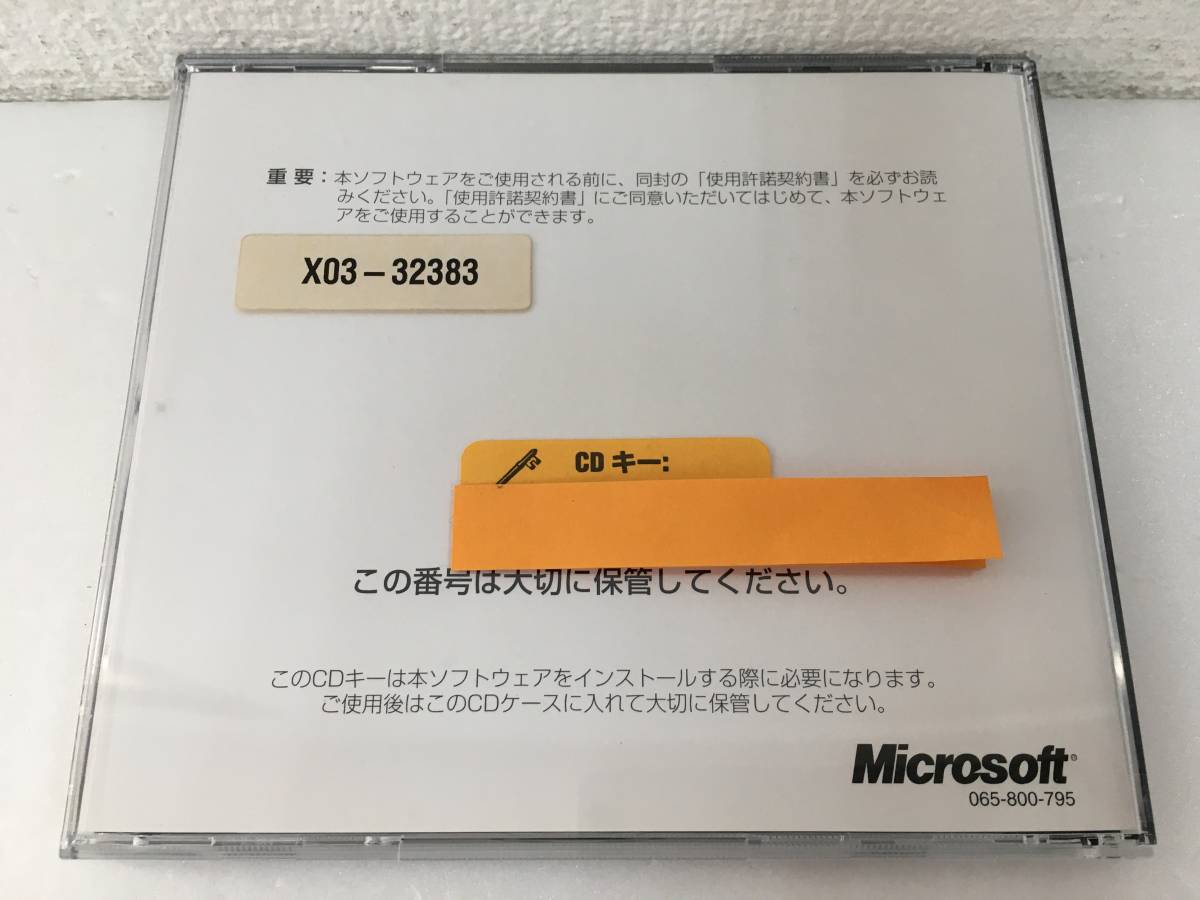 重要：本ソフトウェアをご使用される前に、同封の「使用許諾契約書」を必ずお読
みください。「使用許諾契約書」にご同意いただいてはじめて、本ソフトウェ
アをご使用することができます。
X03－32383
CD キー:
この番号は大切に保管してください。
このCDキーは本ソフトウェアをインストールする際に必要になります。
ご使用後はこのCDケースに入れて大切に保管してください。
Microsoft®
065-800-795